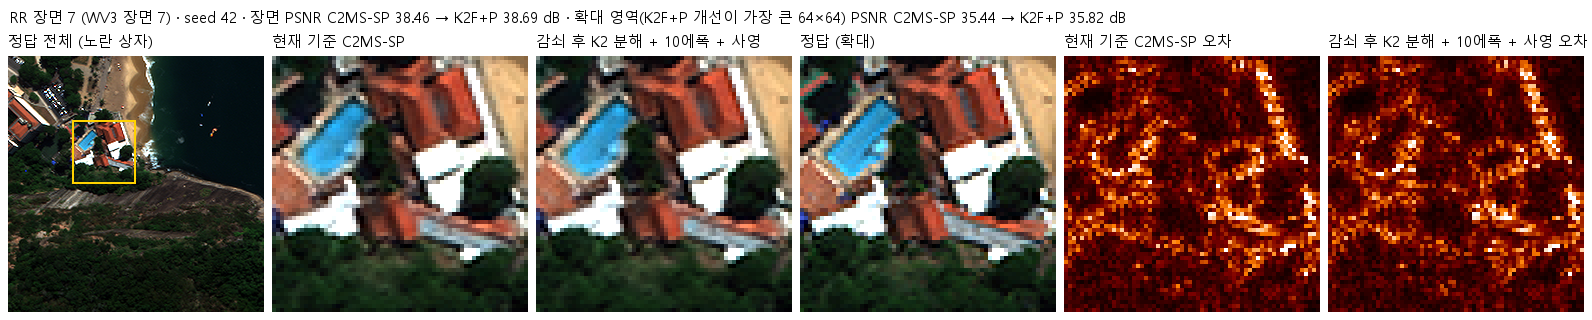 RR 장면 7 (WV3 장면 7) · seed 42 · 장면 PSNR C2MS-SP 38.46 → K2F+P 38.69 dB · 확대 영역(K2F+P 개선이 가장 큰 64×64) PSNR C2MS-SP 35.44 → K2F+P 35.82 dB
정답 전체 (노란 상자)
현재 기준 C2MS-SP
감쇠 후 K2 분해 + 10에폭 + 사영
정답 (확대)
현재 기준 C2MS-SP 오차
감쇠 후 K2 분해 + 10에폭 + 사영 오차